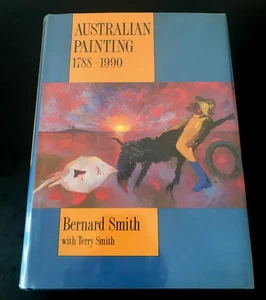 AUSTRALIAN
PAINTING
1788–1990
Bernard Smith
with Terry Smith